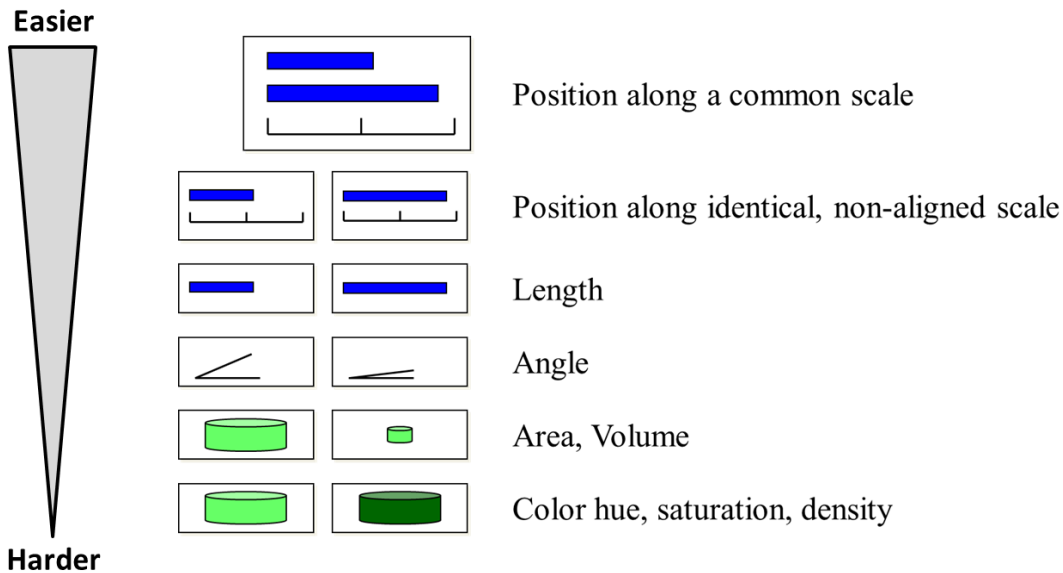 Easier
Position along a common scale
Position along identical, non-aligned scale
Length
Angle
Area, Volume
Color hue, saturation, density
Harder